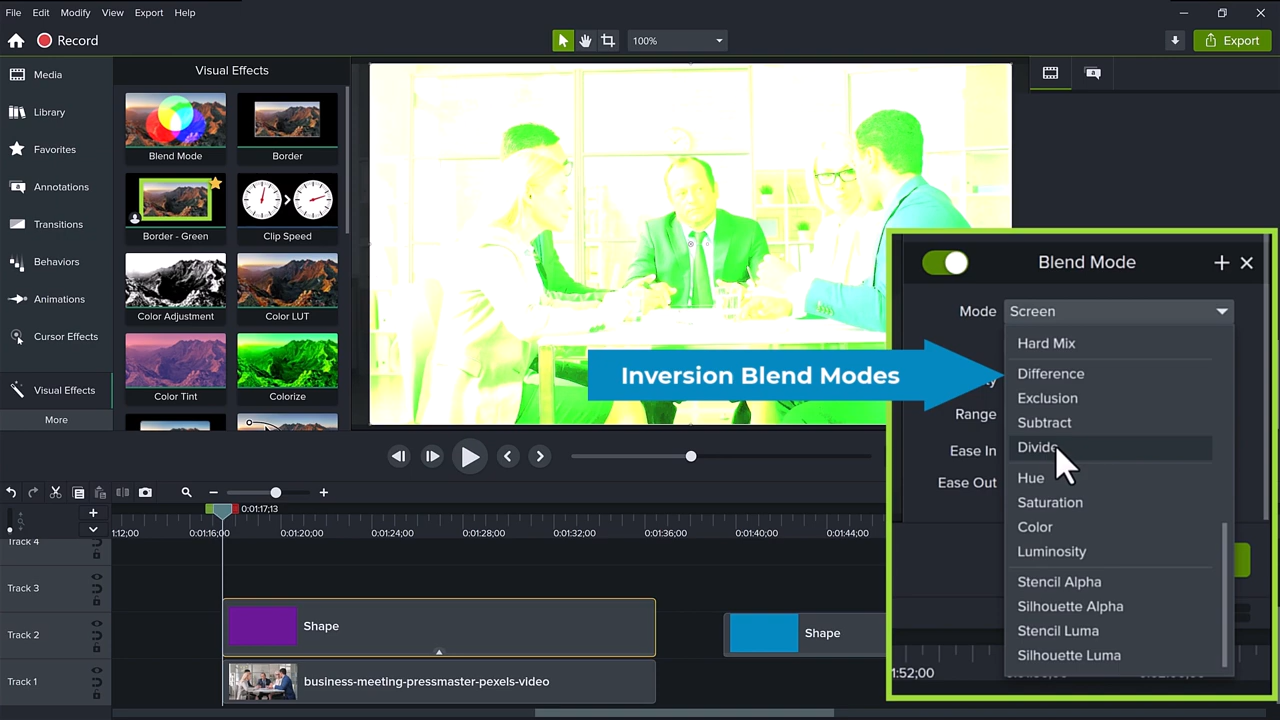 File Edit Modify View Export Help
Record
100%
Export
Media
Library
Favorites
Annotations
Transitions
Behaviors
Animations
Cursor Effects
Visual Effects
More
Visual Effects
Blend Mode
Border
Border - Green
Clip Speed
Color Adjustment
Color LUT
Color Tint
Colorize
Inversion Blend Modes
Blend Mode
Mode
Screen
Range
Ease In
Ease Out
Hard Mix
Difference
Exclusion
Subtract
Divide
Hue
Saturation
Color
Luminosity
Stencil Alpha
Silhouette Alpha
Stencil Luma
Silhouette Luma
0:01:17;13
0:01:16;00 0:01:20;00 0:01:24;00 0:01:28;00 0:01:32;00 0:01:36;00 0:01:40;00 0:01:44;00
Track 4
Track 3
Track 2
Shape
Shape
Track 1
business-meeting-pressmaster-pexels-video